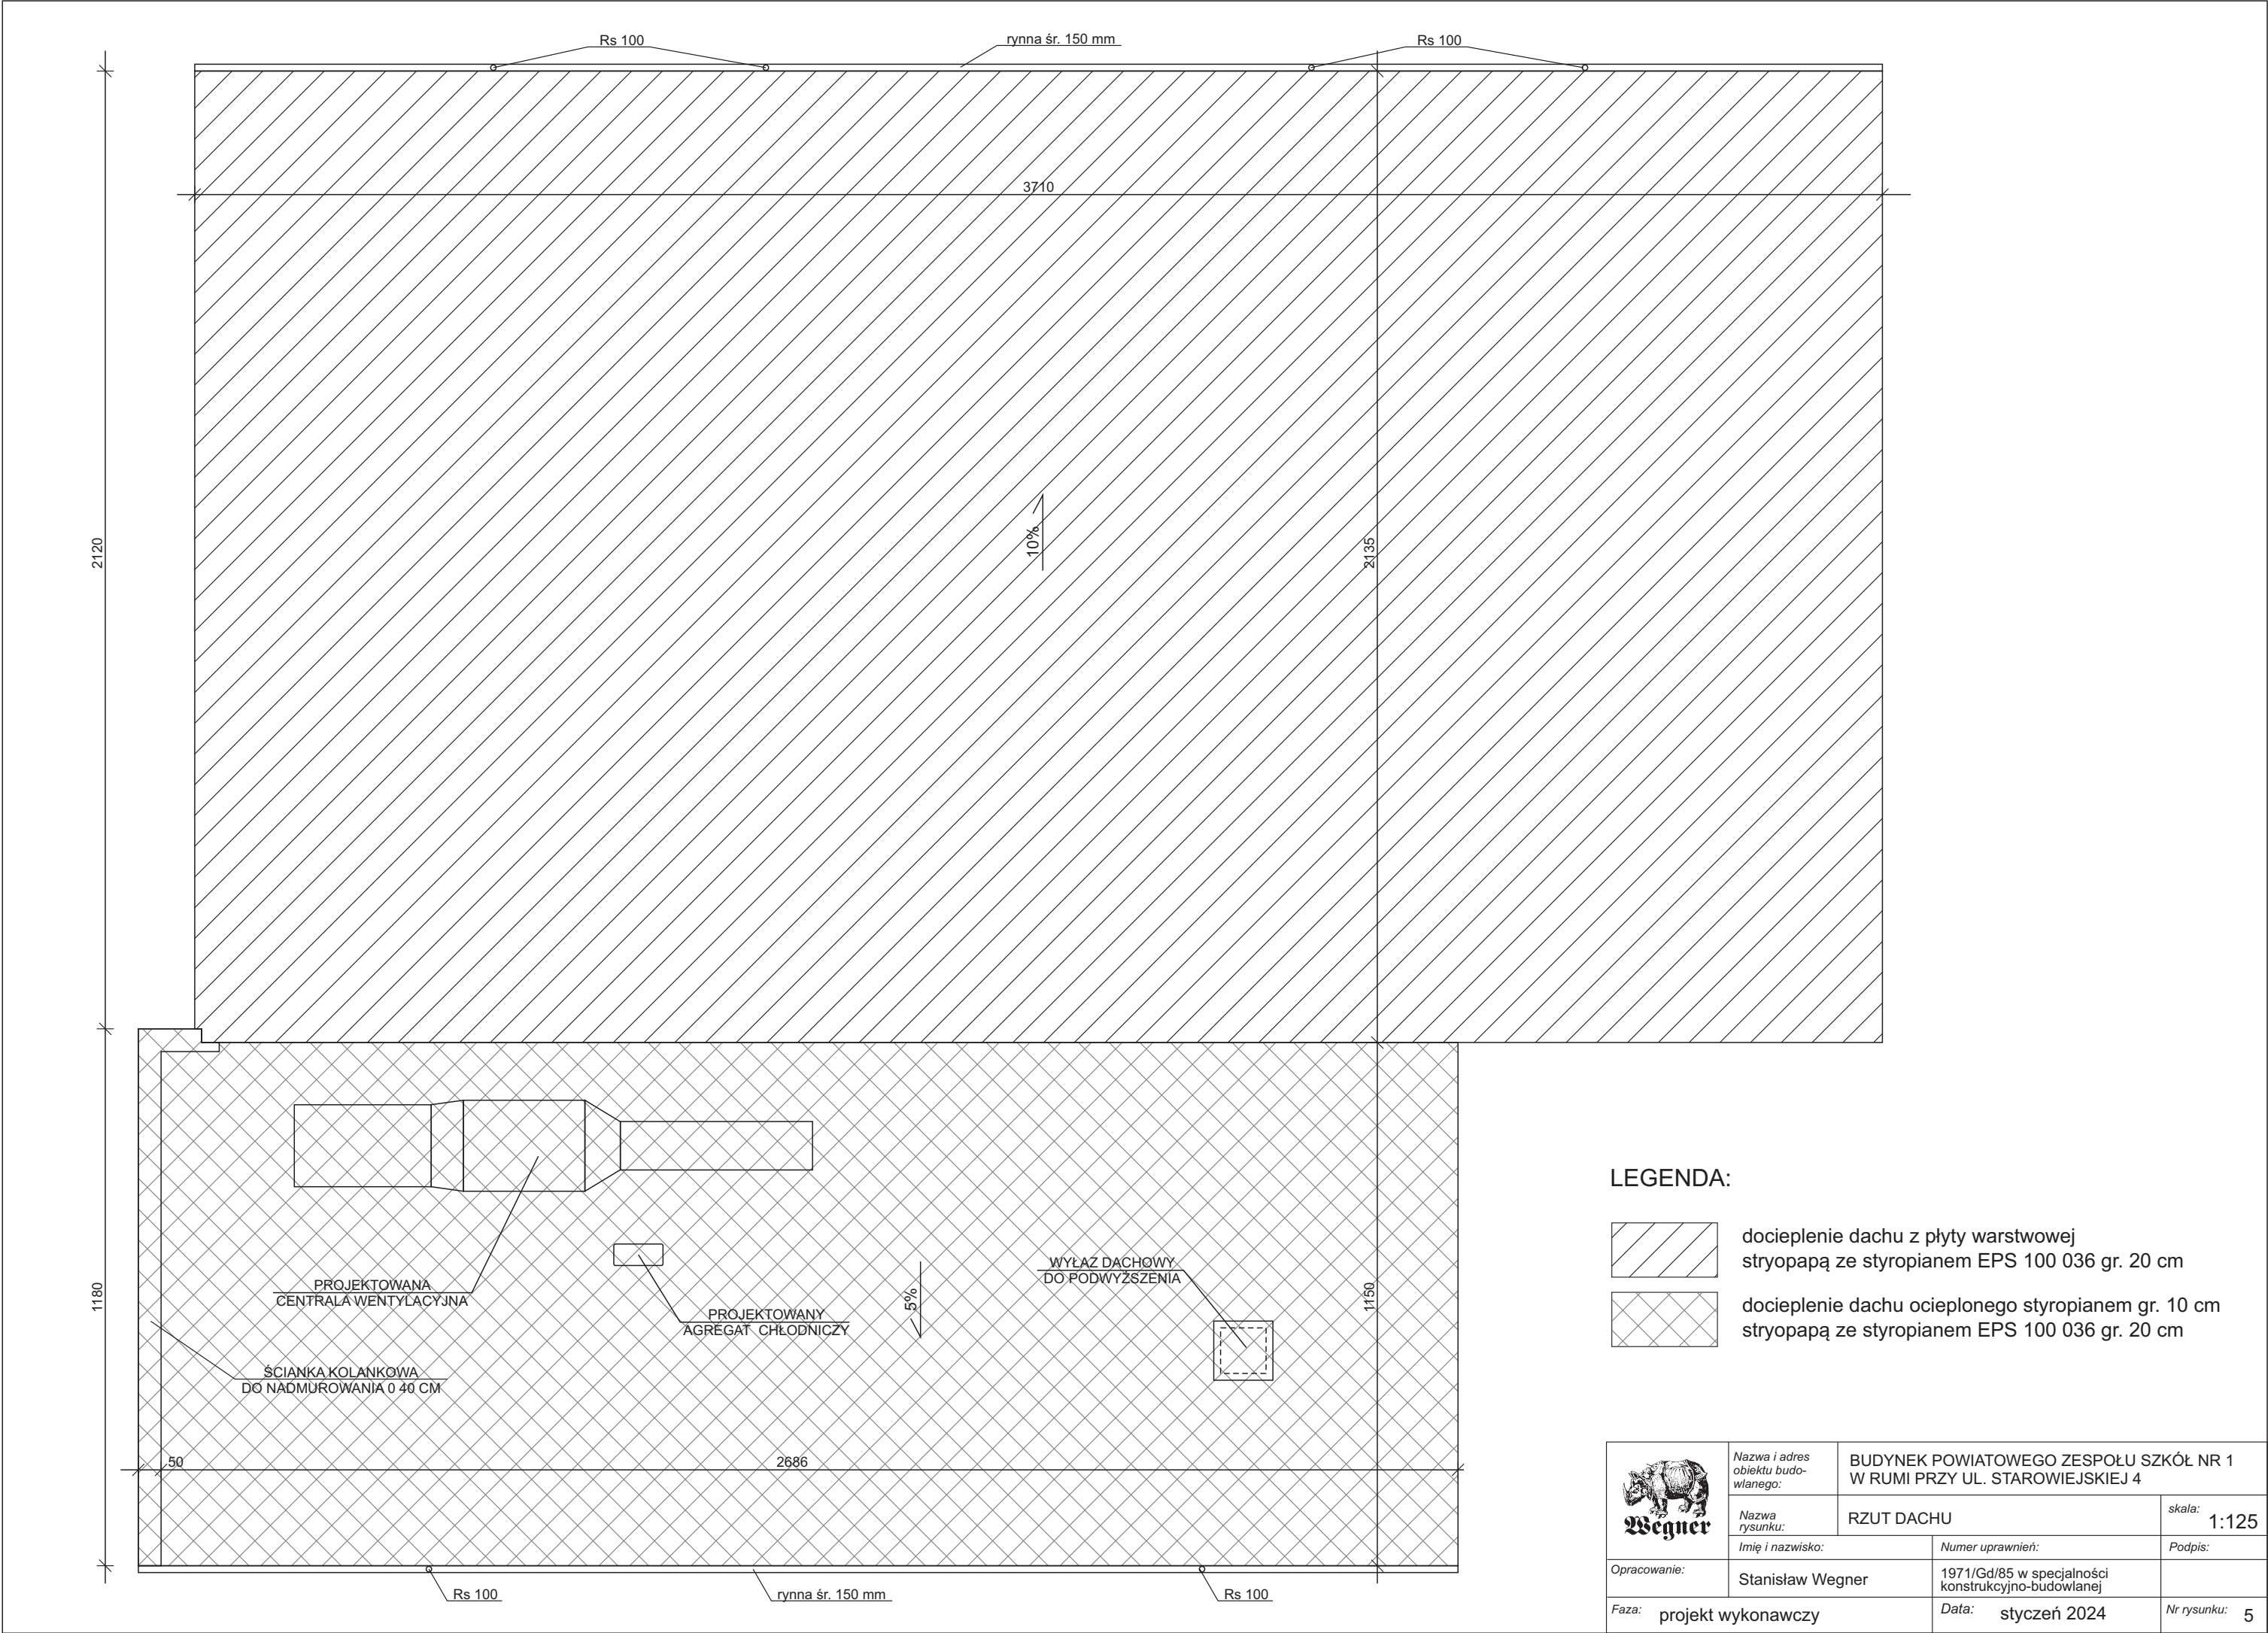 Rs 100
rynna śr. 150 mm
Rs 100
3710
2120
10%
2135
PROJEKTOWANA
CENTRALA WENTYLACYJNA
PROJEKTOWANY
AGREGAT CHŁODNICZY
5%
WYŁAZ DACHOWY
DO PODWYŻSZENIA
1180
1150
ŚCIANKA KOLANKOWA
DO NADMUROWANIA 0 40 CM
50
2686
Rs 100
rynna śr. 150 mm
Rs 100
LEGENDA:
docieplenie dachu z płyty warstwowej
stryopapą ze styropianem EPS 100 036 gr. 20 cm
docieplenie dachu ocieplonego styropianem gr. 10 cm
stryopapą ze styropianem EPS 100 036 gr. 20 cm
Wegner
Nazwa i adres
obiektu budo-
wlanego:
BUDYNEK POWIATOWEGO ZESPOŁU SZKÓŁ NR 1
W RUMI PRZY UL. STAROWIEJSKIEJ 4
Nazwa
rysunku:
RZUT DACHU
skala:
1:125
Imię i nazwisko:
Numer uprawnień:
Podpis:
Opracowanie:
Stanisław Wegner
1971/Gd/85 w specjalności
konstrukcyjno-budowlanej
Faza: projekt wykonawczy
Data: styczeń 2024
Nr rysunku: 5